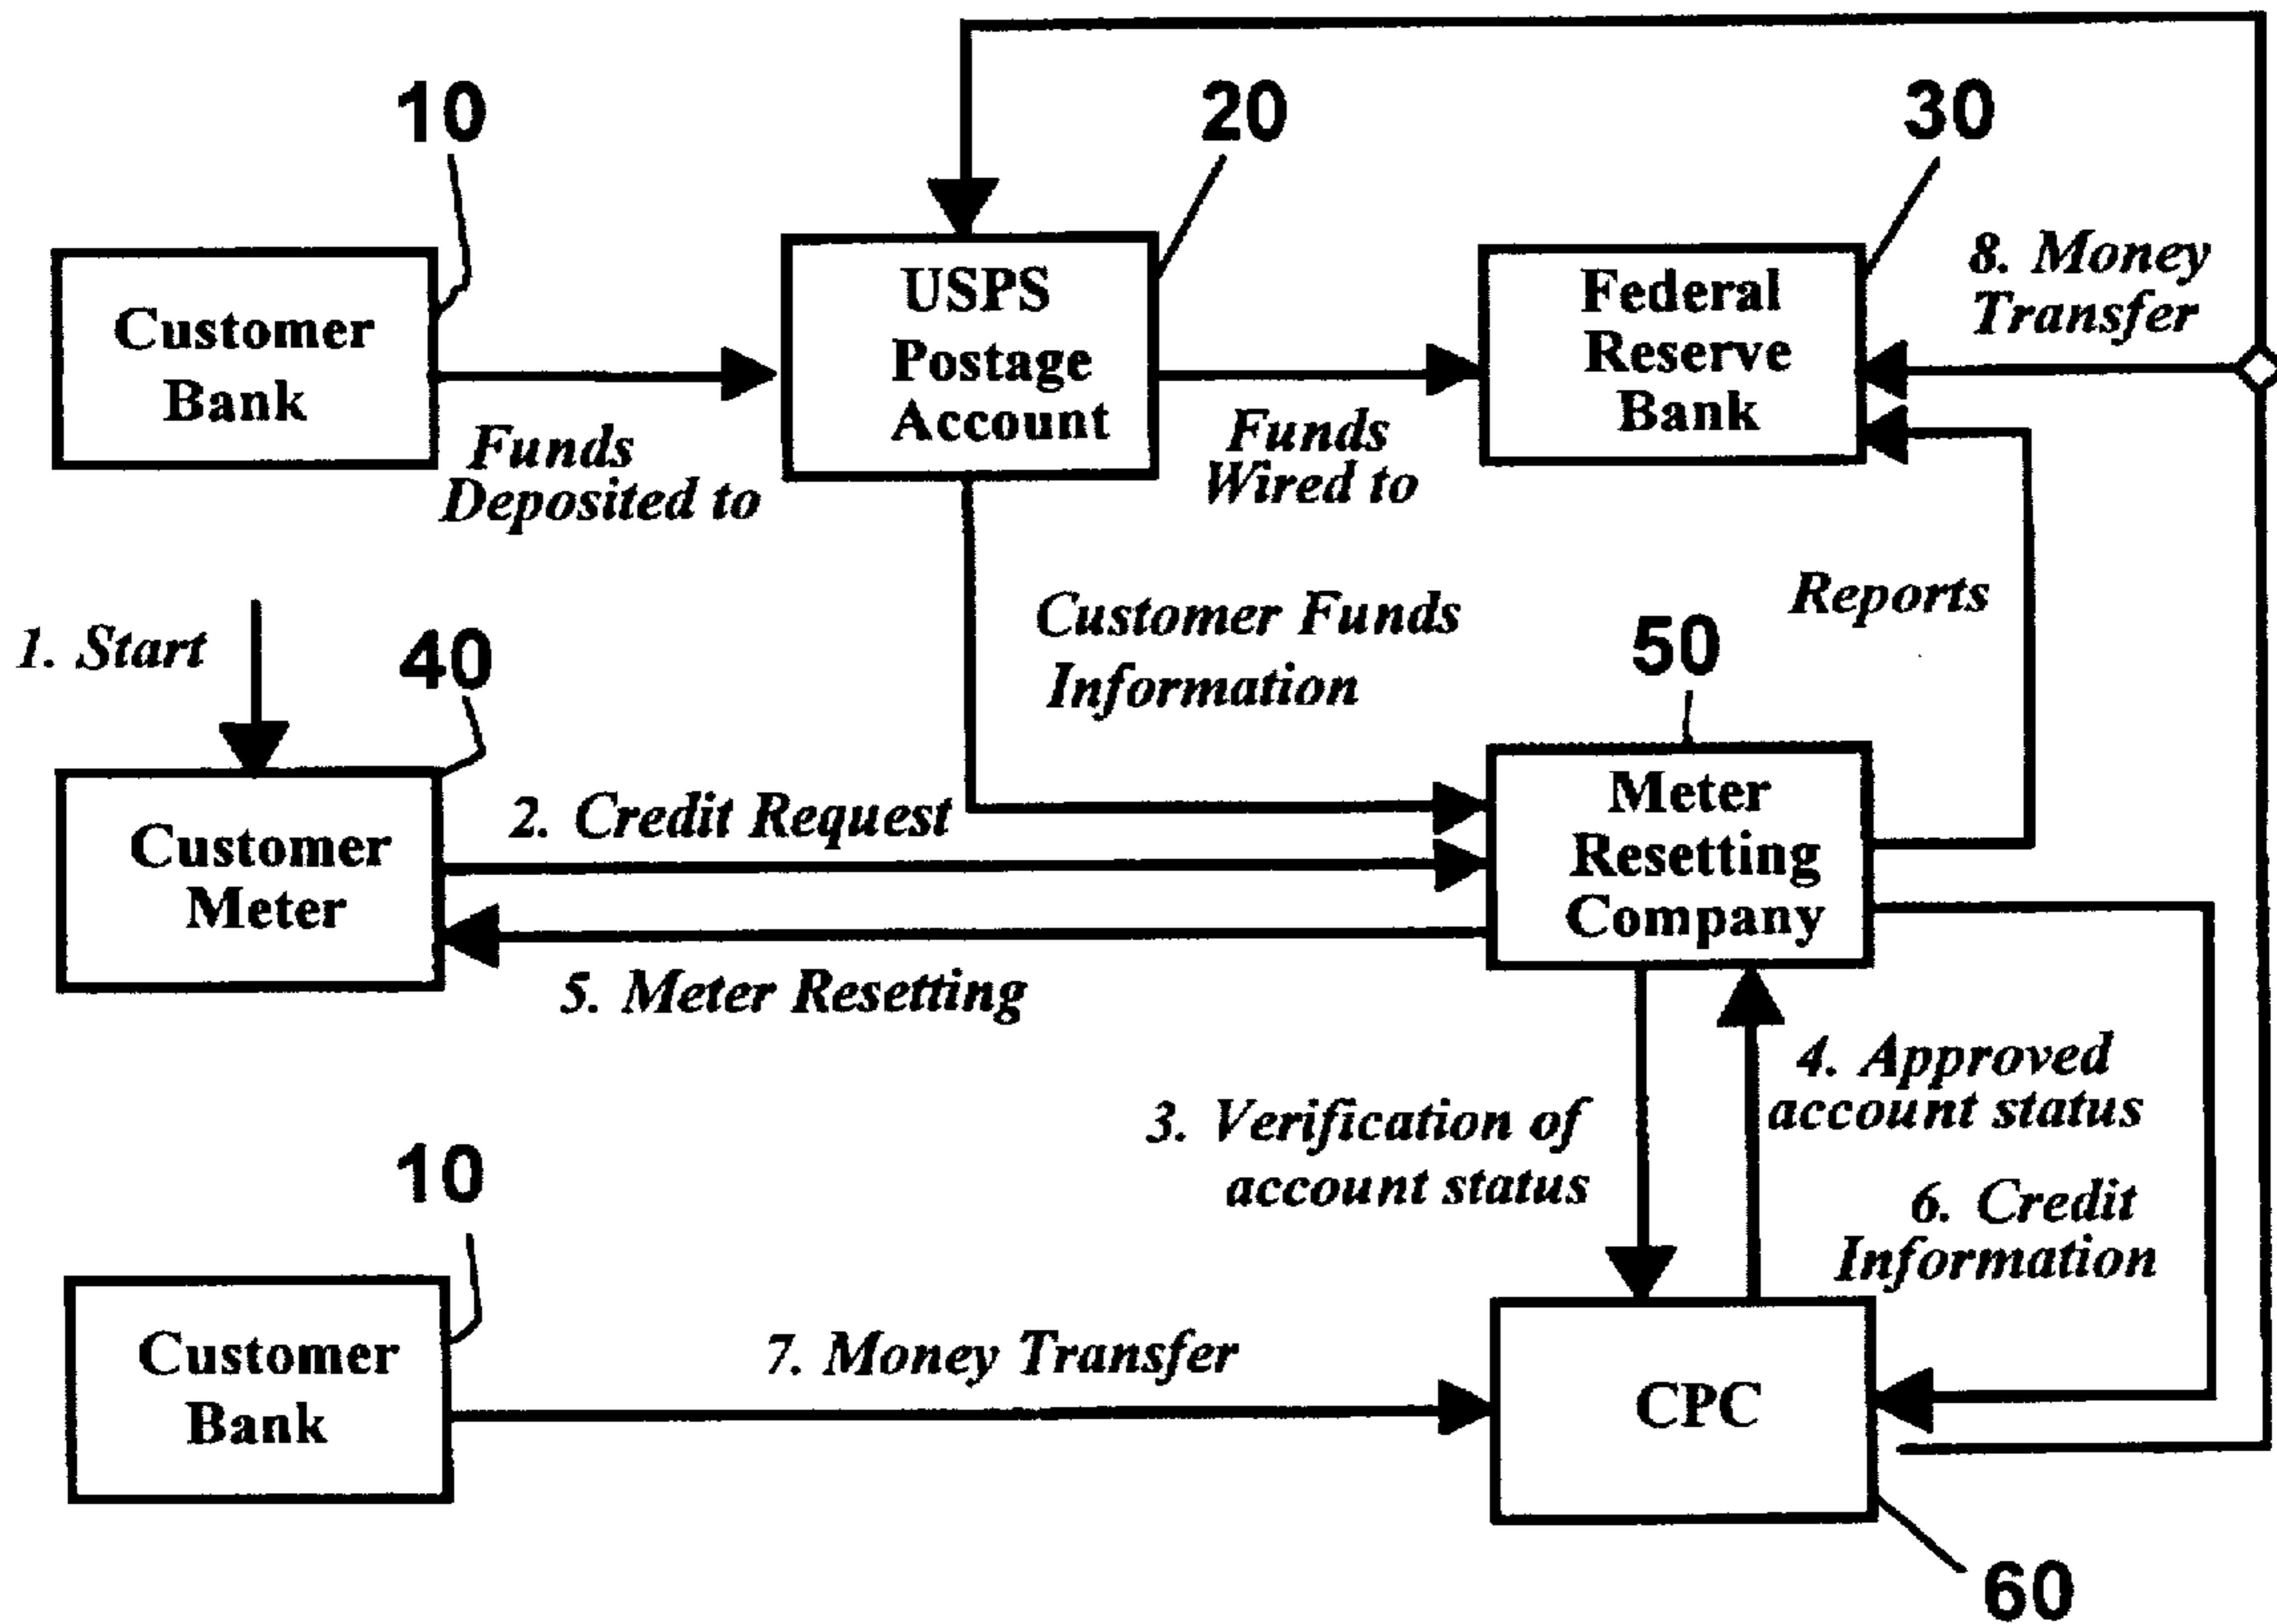 10
20
30
Customer
Bank
USPS
Postage
Account
Federal
Reserve
Bank
8. Money
Transfer
Funds
Deposited to
Funds
Wired to
1. Start
40
Customer Funds
Information
Reports
50
Customer
Meter
2. Credit Request
5. Meter Resetting
Meter
Resetting
Company
3. Verification of
account status
4. Approved
account status
6. Credit
Information
10
Customer
Bank
7. Money Transfer
CPC
60